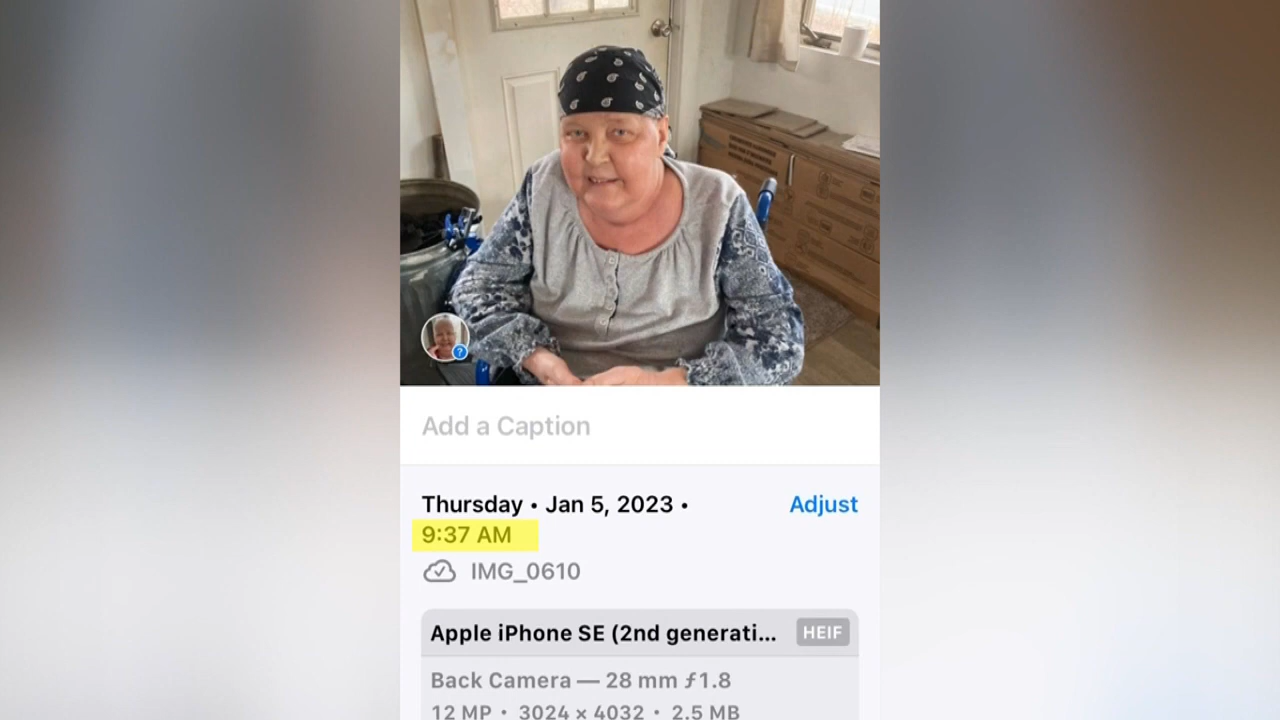 Add a Caption
Thursday • Jan 5, 2023 •
Adjust
9:37 AM
IMG_0610
Apple iPhone SE (2nd generati...
HEIF
Back Camera — 28 mm ƒ1.8
12 MP • 3024 × 4032 • 2.5 MB